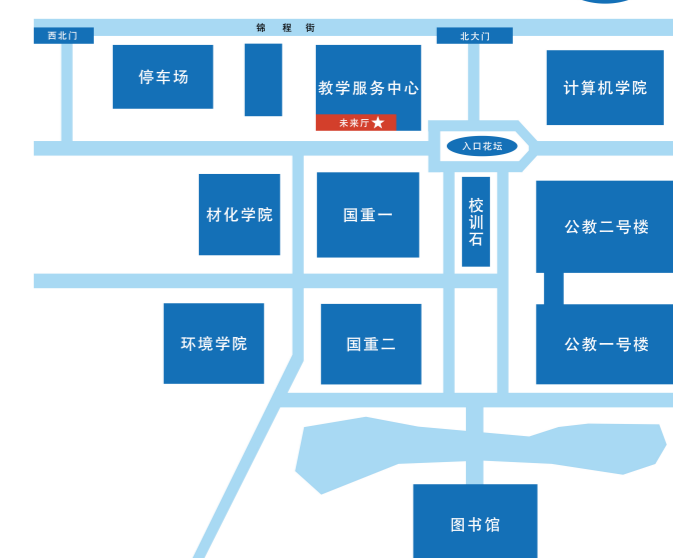 锦程街
西北门
北大门
停车场
教学服务中心
计算机学院
未来厅
入口花坛
材化学院
国重一
校训石
公教二号楼
环境学院
国重二
公教一号楼
图书馆